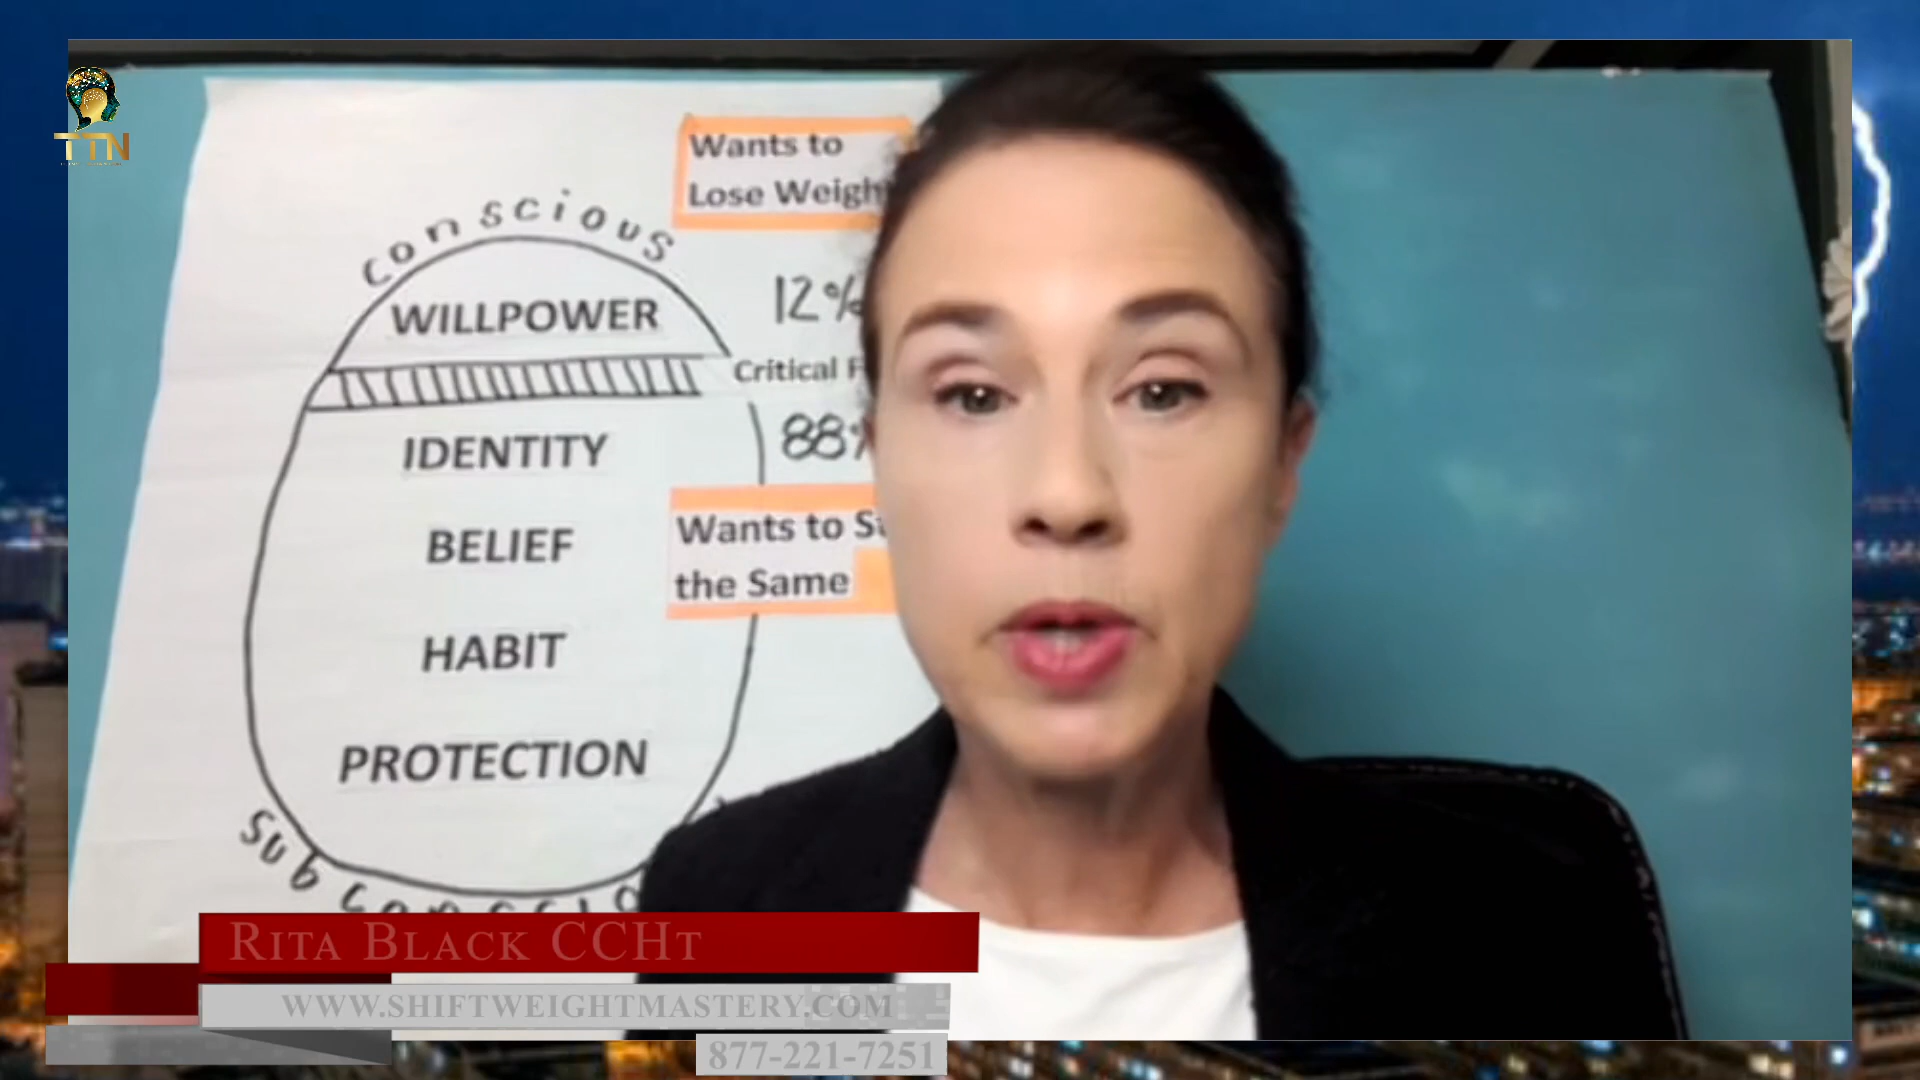 TTN
Wants to
Lose Weigh
Conscious
WILLPOWER
12%
Critical F
IDENTITY
88%
Wants to S
the Same
BELIEF
HABIT
PROTECTION
Subconscio
RITA BLACK CCHT
WWW.SHIFTWEIGHTMASTERY.COM
877-221-7251